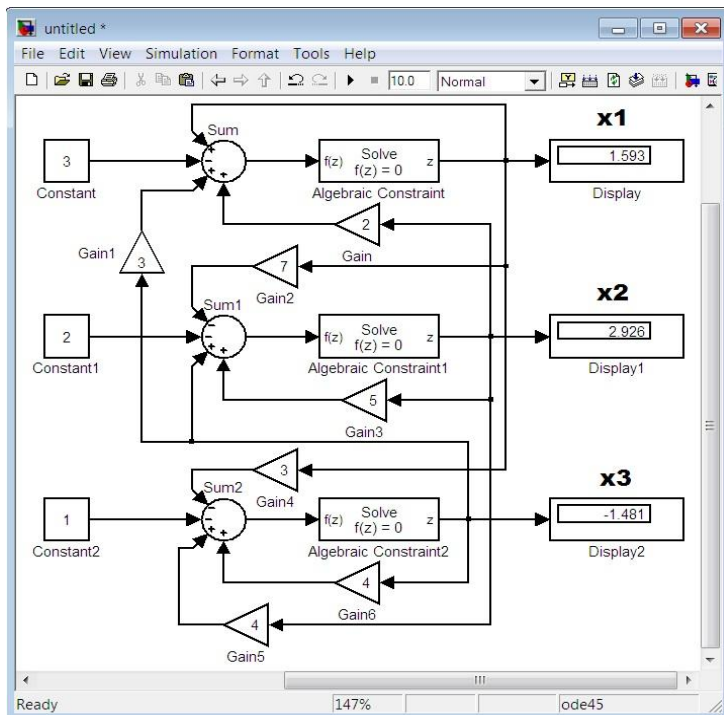 untitled *
File Edit View Simulation Format Tools Help
10.0 Normal
x1
Sum
3
f(z) Solve f(z) = 0 z
1.593
Constant
Algebraic Constraint
Display
2
Gain1
3
Gain
7
Gain2
x2
Sum1
2
f(z) Solve f(z) = 0 z
2.926
Constant1
Algebraic Constraint1
Display1
5
Gain3
3
x3
Sum2
Gain4
1
f(z) Solve f(z) = 0 z
-1.481
Constant2
Algebraic Constraint2
Display2
4
Gain6
4
Gain5
Ready 147% ode45